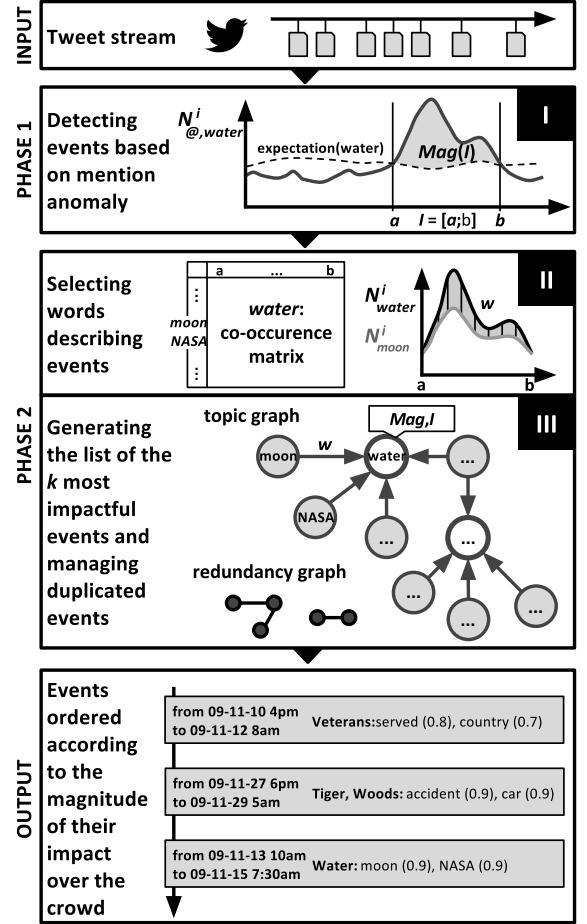 INPUT
Tweet stream
PHASE 1
Detecting
events based
on mention
anomaly
N^i_@,water
expectation(water)
Mag(I)
a I = [a;b] b
I
PHASE 2
Selecting
words
describing
events
a ... b
⋮
moon
NASA
⋮
water:
co-occurence
matrix
N^i_water
N^i_moon
w
a b
II
Generating
the list of the
k most
impactful
events and
managing
duplicated
events
topic graph
Mag,I
moon w water ...
NASA
...
...
...
...
...
redundancy graph
III
OUTPUT
Events
ordered
according
to the
magnitude
of their
impact
over the
crowd
from 09-11-10 4pm
to 09-11-12 8am
Veterans:served (0.8), country (0.7)
from 09-11-27 6pm
to 09-11-29 5am
Tiger, Woods: accident (0.9), car (0.9)
from 09-11-13 10am
to 09-11-15 7:30am
Water: moon (0.9), NASA (0.9)